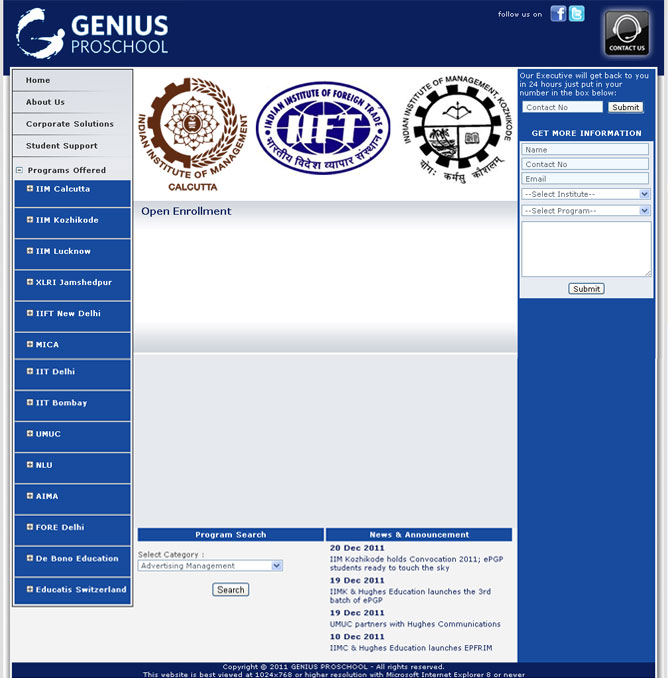 GENIUS
PROSCHOOL
follow us on
CONTACT US
Home
About Us
Corporate Solutions
Student Support
Programs Offered
IIM Calcutta
IIM Kozhikode
IIM Lucknow
XLRI Jamshedpur
IIFT New Delhi
MICA
IIT Delhi
IIT Bombay
UMUC
NLU
AIMA
FORE Delhi
De Bono Education
Educatis Switzerland
INDIAN INSTITUTE OF MANAGEMENT
CALCUTTA
INDIAN INSTITUTE OF FOREIGN TRADE
IIFT
भारतीय विदेश व्यापार संस्थान
INDIAN INSTITUTE OF MANAGEMENT, KOZHIKODE
योगः कर्मसु कौशलम्
Open Enrollment
Program Search
Select Category :
Advertising Management
Search
News & Announcement
20 Dec 2011
IIM Kozhikode holds Convocation 2011; ePGP
students ready to touch the sky
19 Dec 2011
IIMK & Hughes Education launches the 3rd
batch of ePGP
19 Dec 2011
UMUC partners with Hughes Communications
10 Dec 2011
IIMC & Hughes Education launches EPFRIM
Our Executive will get back to you
in 24 hours just put in your
number in the box below:
Contact No
Submit
GET MORE INFORMATION
Name
Contact No
Email
--Select Institute--
--Select Program--
Submit
Copyright © 2011 GENIUS PROSCHOOL - All rights reserved.
This website is best viewed at 1024x768 or higher resolution with Microsoft Internet Explorer 8 or newer